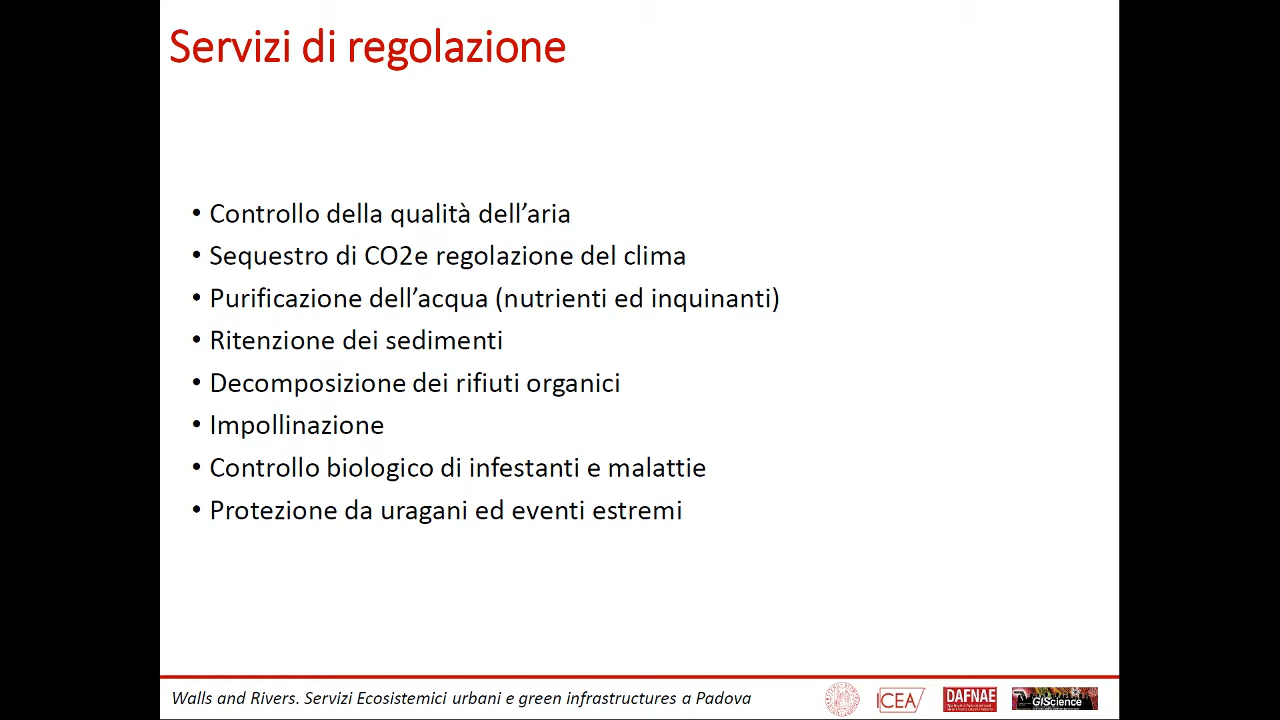 Servizi di regolazione
• Controllo della qualità dell’aria
• Sequestro di CO2e regolazione del clima
• Purificazione dell’acqua (nutrienti ed inquinanti)
• Ritenzione dei sedimenti
• Decomposizione dei rifiuti organici
• Impollinazione
• Controllo biologico di infestanti e malattie
• Protezione da uragani ed eventi estremi
Walls and Rivers. Servizi Ecosistemici urbani e green infrastructures a Padova
ICEA
DAFNAE
GIScience